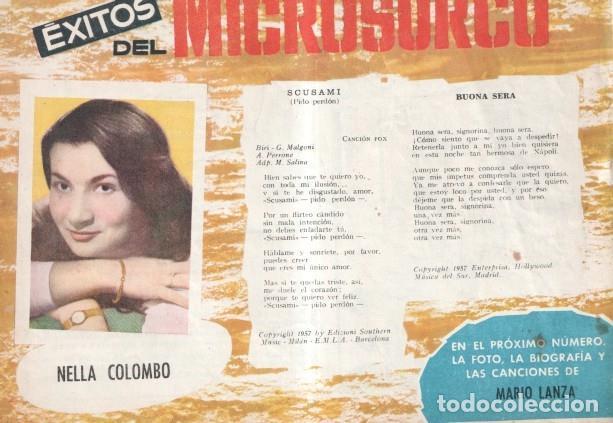 ÉXITOS
DEL MICROSURCO
SCUSAMI
(Pido perdón)
CANCIÓN FOX
Biri - G. Malgoni
A. Perrone
Adp. M. Salina
Bien sabes que te quiero yo,
con toda mi ilusión,
y si te he disgustado, amor,
«Scusami» — pido perdón —.
Por un flirteo cándido
sin mala intención,
no debes enfadarte tú,
«Scusami» — pido perdón —.
Háblame y sonríete, por favor,
puedes creer
que eres mi único amor.
Mas si te quedas triste, así,
me duele el corazón;
porque te quiero ver feliz.
«Scusami» — pido perdón —.
Copyright 1957 by Edizioni Southern
Music - Milán - E.M.L.A. - Barcelona
BUONA SERA
Buona sera, signorina, buona sera.
¡Cómo siento que se vaya a despedir!
Retenerla junto a mí yo bien quisiera
en esta noche tan hermosa de Nápoli.
Aunque poco me conozca sólo espero
que mis ímpetus comprenda usted quizás.
Ya me atrevo a confesarle que la quiero,
que estoy loco por usted, y por eso
déjeme que la despida con un beso.
Buona sera, signorina,
una vez más.
Buona sera, signorina,
otra vez más,
otra vez más.
Copyright 1957 Enterprise, Hollywood.
Música del Sur, Madrid.
NELLA COLOMBO
EN EL PRÓXIMO NÚMERO.
LA FOTO, LA BIOGRAFÍA Y
LAS CANCIONES DE
MARIO LANZA
todocoleccion.net